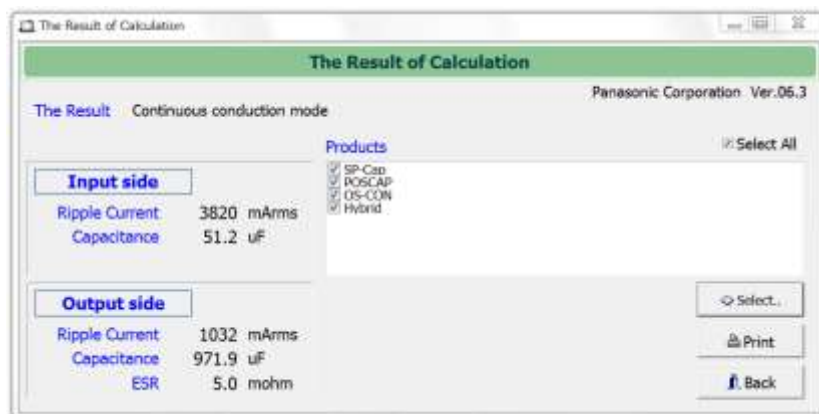 The Result of Calculation
The Result of Calculation
Panasonic Corporation Ver.06.3
The Result Continuous conduction mode
Products
Select All
SP-Cap
POSCAP
OS-CON
Hybrid
Input side
Ripple Current 3820 mArms
Capacitance 51.2 uF
Output side
Ripple Current 1032 mArms
Capacitance 971.9 uF
ESR 5.0 mohm
Select..
Print
Back